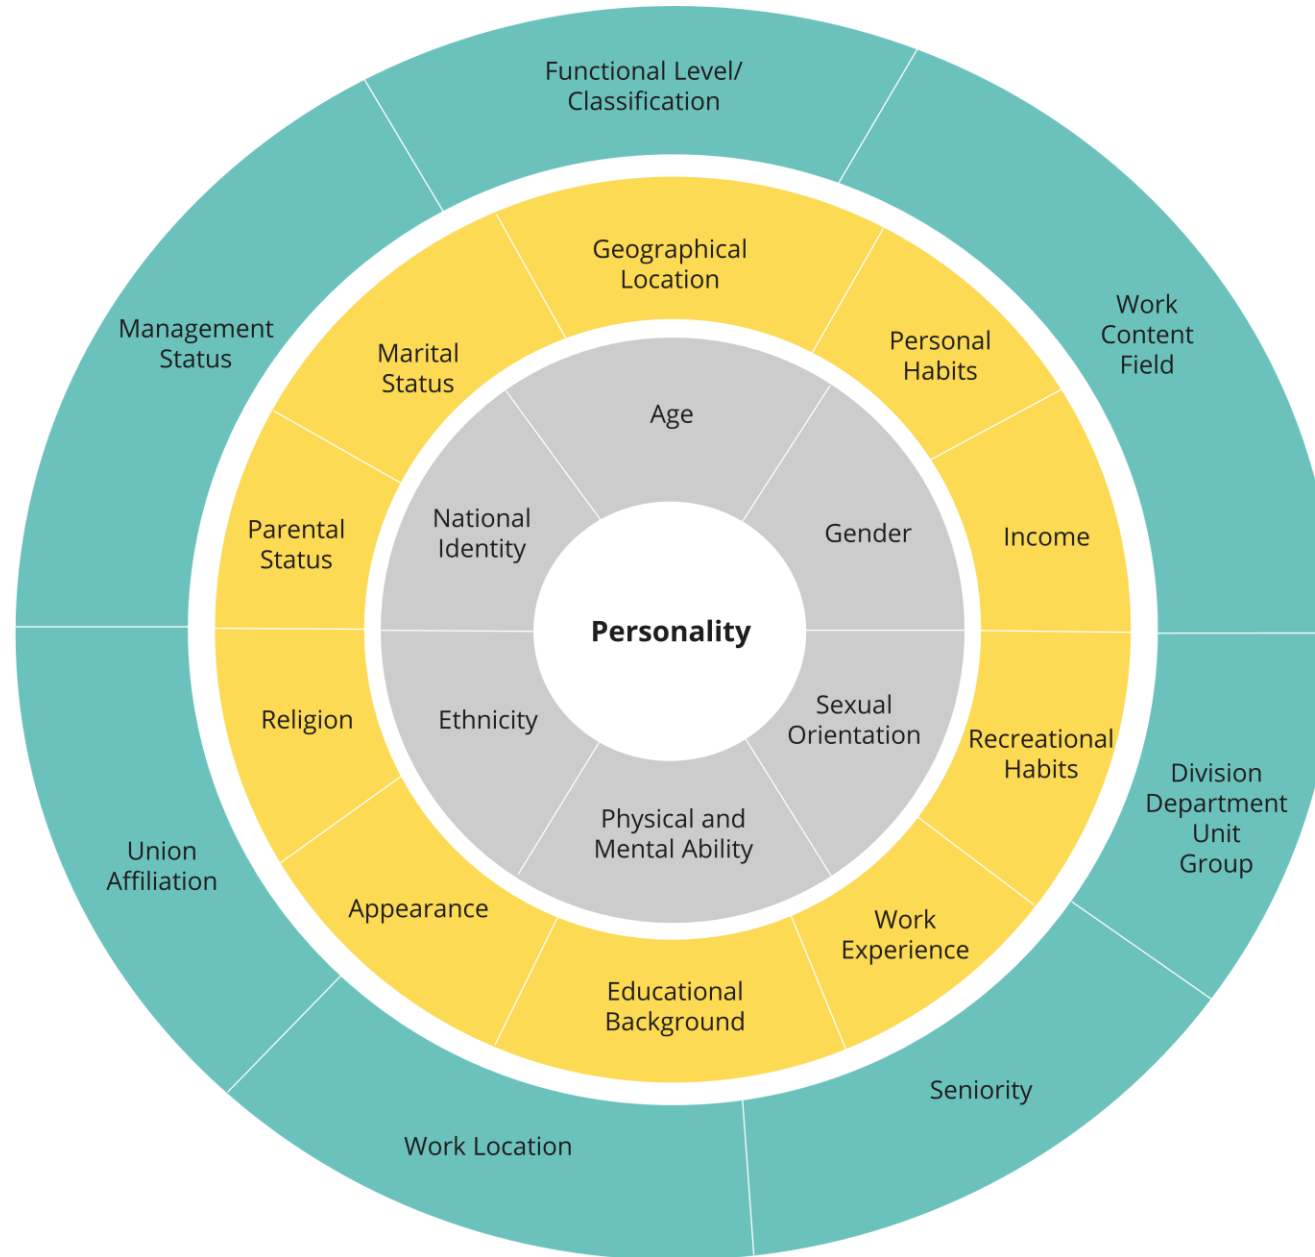 Functional Level/
Classification
Work
Content
Field
Division
Department
Unit
Group
Seniority
Work Location
Union
Affiliation
Management
Status
Geographical
Location
Personal
Habits
Income
Recreational
Habits
Work
Experience
Educational
Background
Appearance
Religion
Parental
Status
Marital
Status
Age
Gender
Sexual
Orientation
Physical and
Mental Ability
Ethnicity
National
Identity
Personality